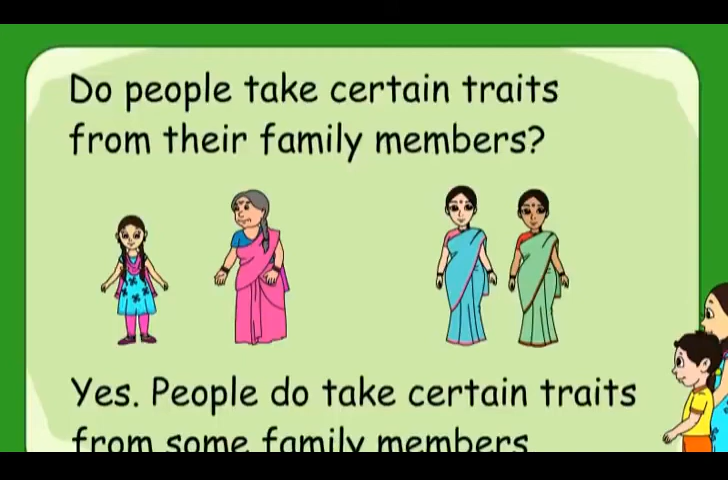 Do people take certain traits
from their family members?
Yes. People do take certain traits
from some family members